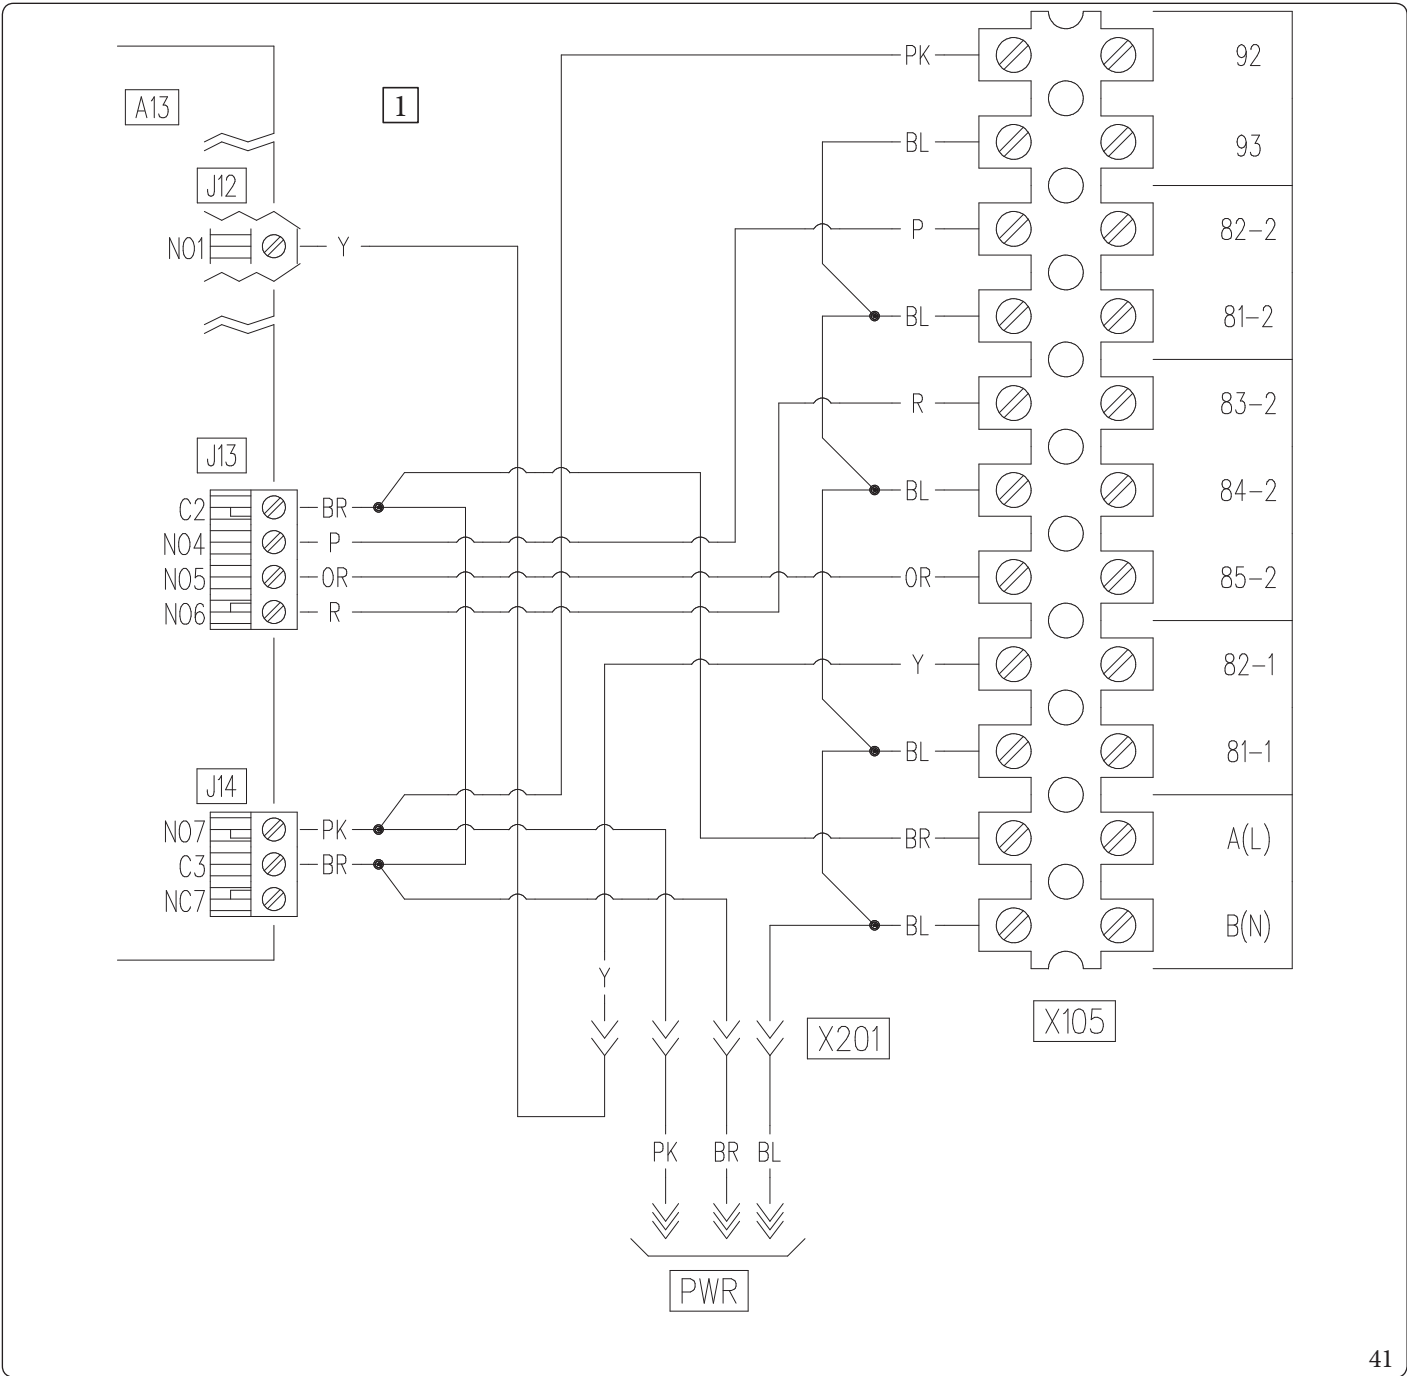 PK
92
A13
1
BL
93
J12
P
82-2
NO1
Y
BL
81-2
R
83-2
J13
BL
84-2
C2
BR
NO4
P
NO5
OR
OR
85-2
NO6
R
Y
82-1
BL
81-1
J14
NO7
PK
BR
A(L)
C3
BR
NC7
BL
B(N)
Y
X201
X105
PK
BR
BL
PWR
41